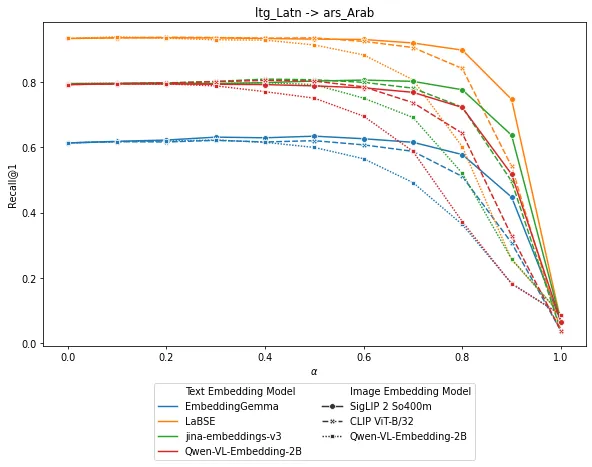 ltg_Latn -> ars_Arab
Recall@1
0.8
0.6
0.4
0.2
0.0
0.0 0.2 0.4 0.6 0.8 1.0
α
Text Embedding Model
EmbeddingGemma
LaBSE
jina-embeddings-v3
Qwen-VL-Embedding-2B
Image Embedding Model
SigLIP 2 So400m
CLIP ViT-B/32
Qwen-VL-Embedding-2B